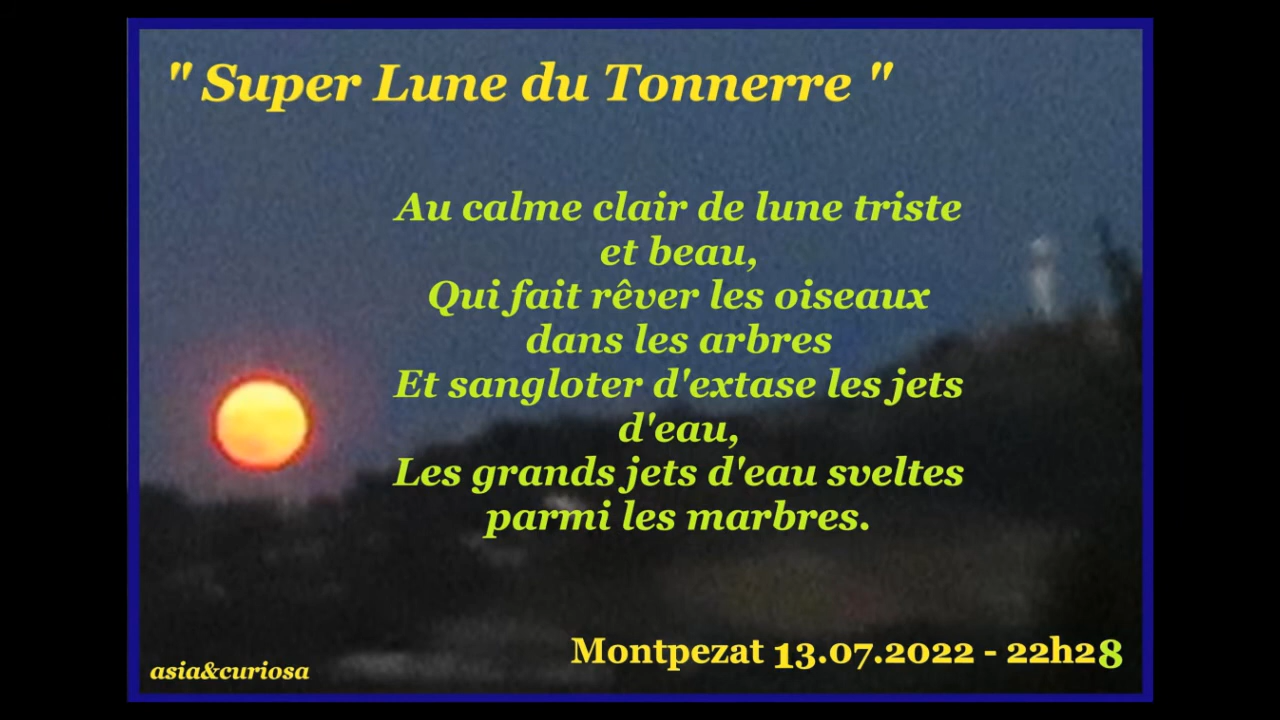 " Super Lune du Tonnerre "
Au calme clair de lune triste
et beau,
Qui fait rêver les oiseaux
dans les arbres
Et sangloter d'extase les jets
d'eau,
Les grands jets d'eau sveltes
parmi les marbres.
Montpezat 13.07.2022 - 22h28
asia&curiosa